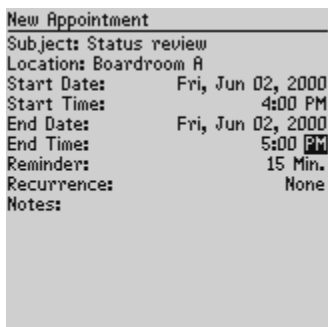 New Appointment
Subject: Status review
Location: Boardroom A
Start Date: Fri, Jun 02, 2000
Start Time: 4:00 PM
End Date: Fri, Jun 02, 2000
End Time: 5:00 PM
Reminder: 15 Min.
Recurrence: None
Notes: